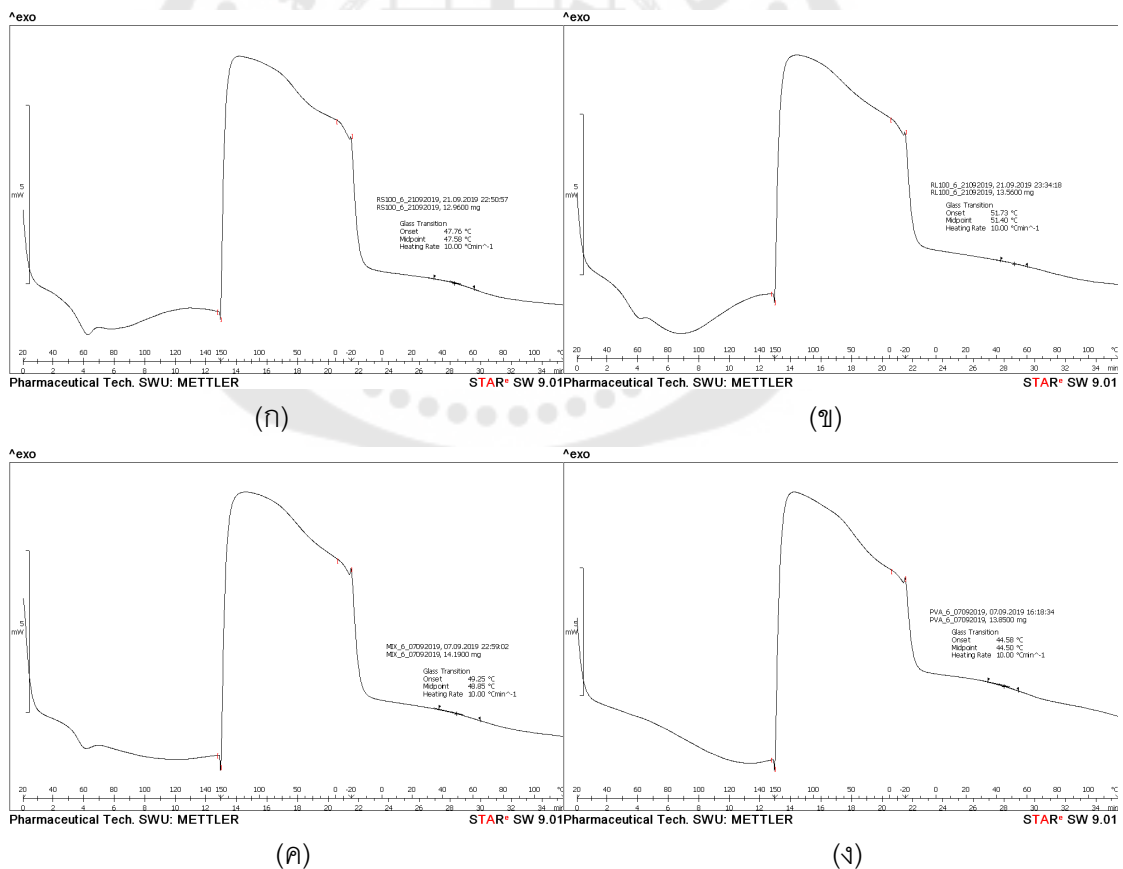 ^exo
5
mW
RS100_6_21092019, 21.09.2019 22:50:57
RS100_6_21092019, 12.9600 mg
Glass Transition
Onset 47.76 °C
Midpoint 47.58 °C
Heating Rate 10.00 °Cmin^-1
20 40 60 80 100 120 140 150 100 50 0 -20 0 20 40 60 80 100 °C
0 2 4 6 8 10 12 14 16 18 20 22 24 26 28 30 32 34 min
Pharmaceutical Tech. SWU: METTLER
STARᵉ SW 9.01
(ก)
^exo
5
mW
RL100_6_21092019, 21.09.2019 23:34:18
RL100_6_21092019, 13.5600 mg
Glass Transition
Onset 51.73 °C
Midpoint 51.40 °C
Heating Rate 10.00 °Cmin^-1
20 40 60 80 100 120 150 100 50 0 -20 0 20 40 60 80 100 °C
0 2 4 6 8 10 12 14 16 18 20 22 24 26 28 30 32 34 min
Pharmaceutical Tech. SWU: METTLER
STARᵉ SW 9.01
(ข)
^exo
5
mW
MIX_6_07092019, 07.09.2019 22:59:02
MIX_6_07092019, 14.1900 mg
Glass Transition
Onset 49.25 °C
Midpoint 48.85 °C
Heating Rate 10.00 °Cmin^-1
20 40 60 80 100 120 140 150 100 50 0 -20 0 20 40 60 80 100 °C
0 2 4 6 8 10 12 14 16 18 20 22 24 26 28 30 32 34 min
Pharmaceutical Tech. SWU: METTLER
STARᵉ SW 9.01
(ค)
^exo
5
mW
PVA_6_07092019, 07.09.2019 16:18:34
PVA_6_07092019, 13.8500 mg
Glass Transition
Onset 44.58 °C
Midpoint 44.50 °C
Heating Rate 10.00 °Cmin^-1
20 40 60 80 100 120 150 100 50 0 -20 0 20 40 60 80 100 °C
0 2 4 6 8 10 12 14 16 18 20 22 24 26 28 30 32 34 min
Pharmaceutical Tech. SWU: METTLER
STARᵉ SW 9.01
(ง)